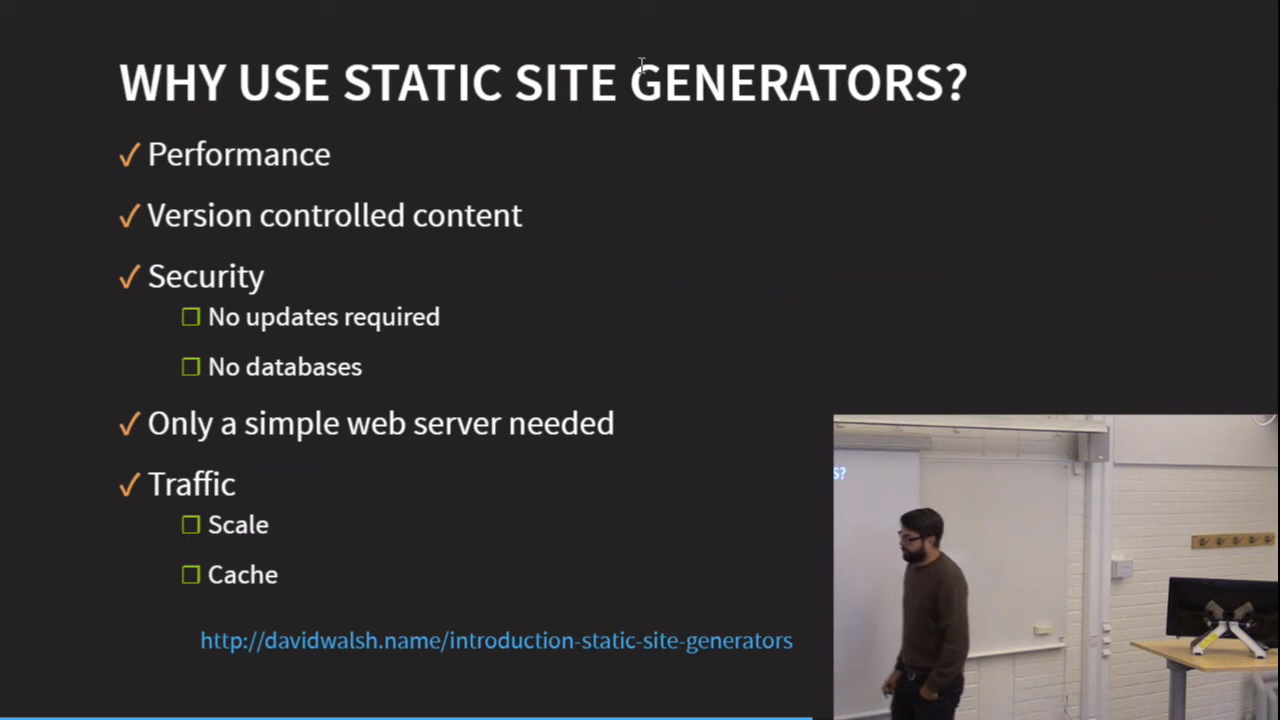 WHY USE STATIC SITE GENERATORS?
✓ Performance
✓ Version controlled content
✓ Security
❐ No updates required
❐ No databases
✓ Only a simple web server needed
✓ Traffic
❐ Scale
❐ Cache
http://davidwalsh.name/introduction-static-site-generators
S?